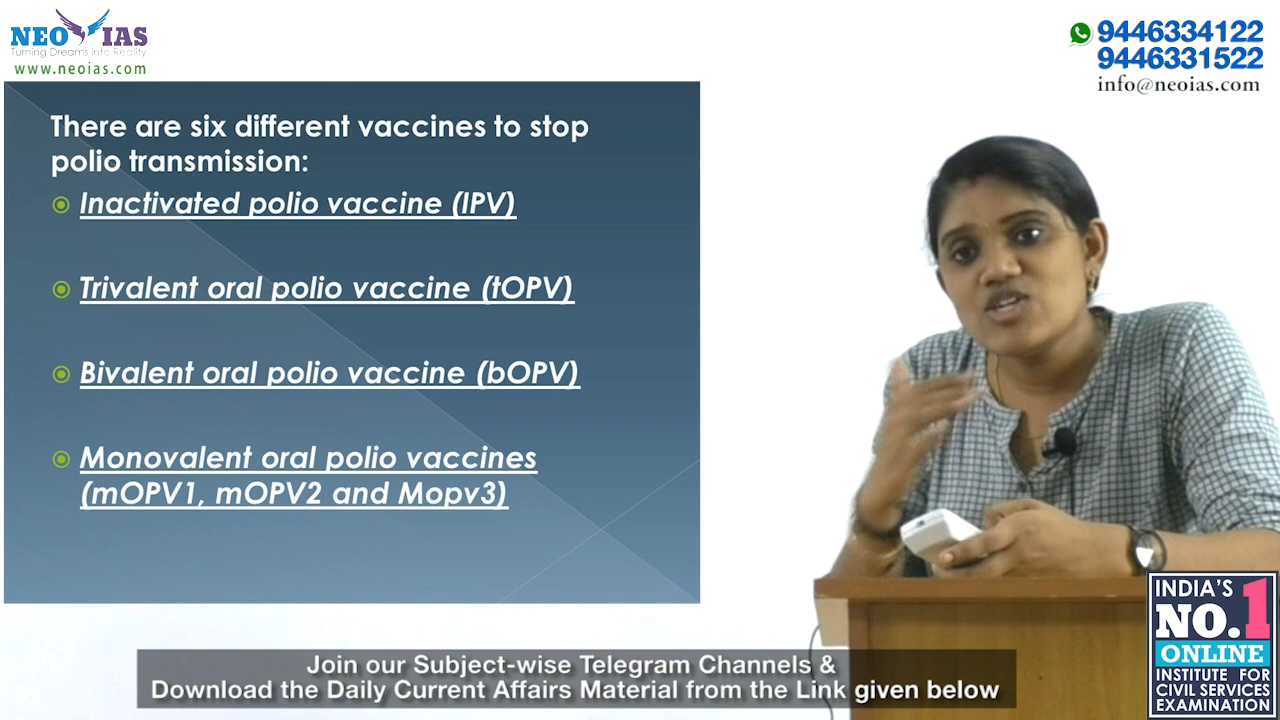 NEO IAS
Turning Dreams into Reality
www.neoias.com
9446334122
9446331522
info@neoias.com
There are six different vaccines to stop
polio transmission:
Inactivated polio vaccine (IPV)
Trivalent oral polio vaccine (tOPV)
Bivalent oral polio vaccine (bOPV)
Monovalent oral polio vaccines
(mOPV1, mOPV2 and Mopv3)
INDIA'S
NO.1
ONLINE
INSTITUTE FOR
CIVIL SERVICES
EXAMINATION
Join our Subject-wise Telegram Channels &
Download the Daily Current Affairs Material from the Link given below